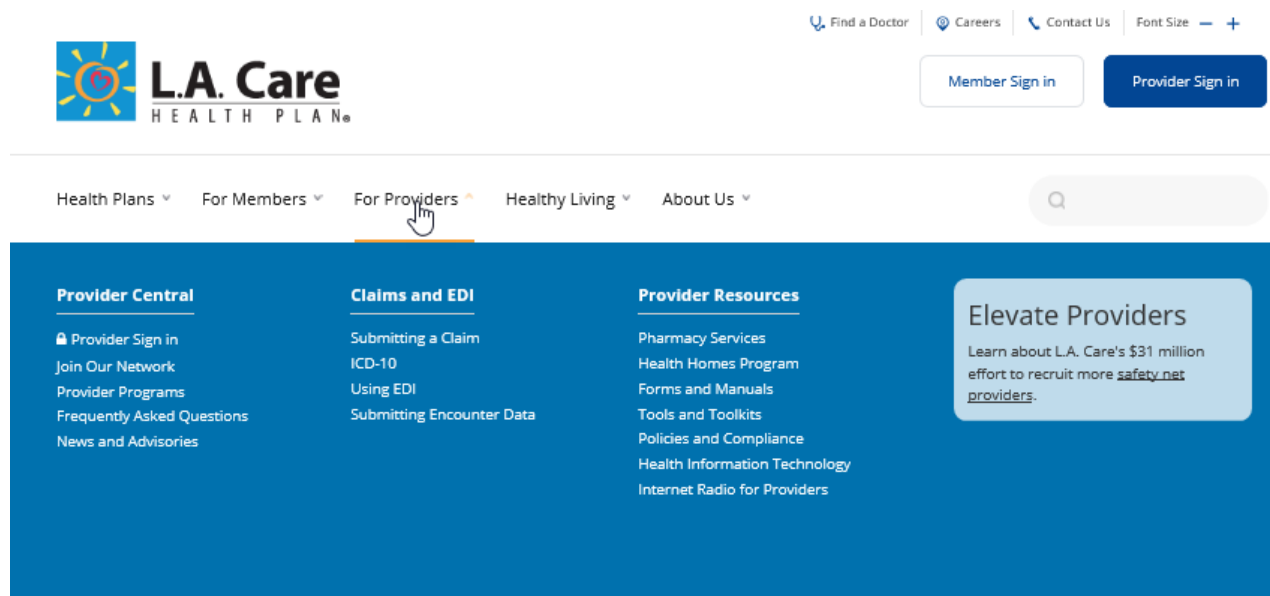 Find a Doctor Careers Contact Us Font Size — +
L.A. Care
HEALTH PLAN®
Member Sign in Provider Sign in
Health Plans For Members For Providers Healthy Living About Us
Provider Central
Provider Sign in
Join Our Network
Provider Programs
Frequently Asked Questions
News and Advisories
Claims and EDI
Submitting a Claim
ICD-10
Using EDI
Submitting Encounter Data
Provider Resources
Pharmacy Services
Health Homes Program
Forms and Manuals
Tools and Toolkits
Policies and Compliance
Health Information Technology
Internet Radio for Providers
Elevate Providers
Learn about L.A. Care's $31 million
effort to recruit more safety net
providers.